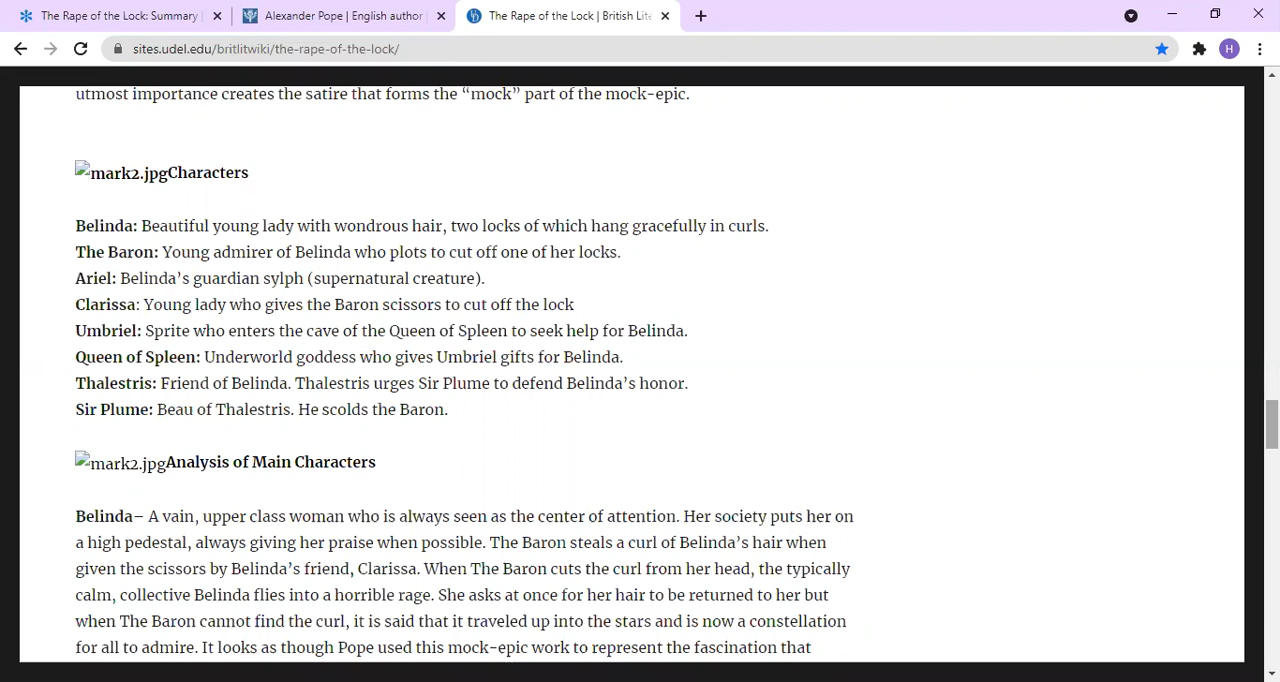 The Rape of the Lock: Summary
Alexander Pope | English author
The Rape of the Lock | British Lite
sites.udel.edu/britlitwiki/the-rape-of-the-lock/
H
utmost importance creates the satire that forms the “mock” part of the mock-epic.
mark2.jpgCharacters
Belinda: Beautiful young lady with wondrous hair, two locks of which hang gracefully in curls.
The Baron: Young admirer of Belinda who plots to cut off one of her locks.
Ariel: Belinda’s guardian sylph (supernatural creature).
Clarissa: Young lady who gives the Baron scissors to cut off the lock
Umbriel: Sprite who enters the cave of the Queen of Spleen to seek help for Belinda.
Queen of Spleen: Underworld goddess who gives Umbriel gifts for Belinda.
Thalestris: Friend of Belinda. Thalestris urges Sir Plume to defend Belinda’s honor.
Sir Plume: Beau of Thalestris. He scolds the Baron.
mark2.jpgAnalysis of Main Characters
Belinda– A vain, upper class woman who is always seen as the center of attention. Her society puts her on
a high pedestal, always giving her praise when possible. The Baron steals a curl of Belinda’s hair when
given the scissors by Belinda’s friend, Clarissa. When The Baron cuts the curl from her head, the typically
calm, collective Belinda flies into a horrible rage. She asks at once for her hair to be returned to her but
when The Baron cannot find the curl, it is said that it traveled up into the stars and is now a constellation
for all to admire. It looks as though Pope used this mock-epic work to represent the fascination that